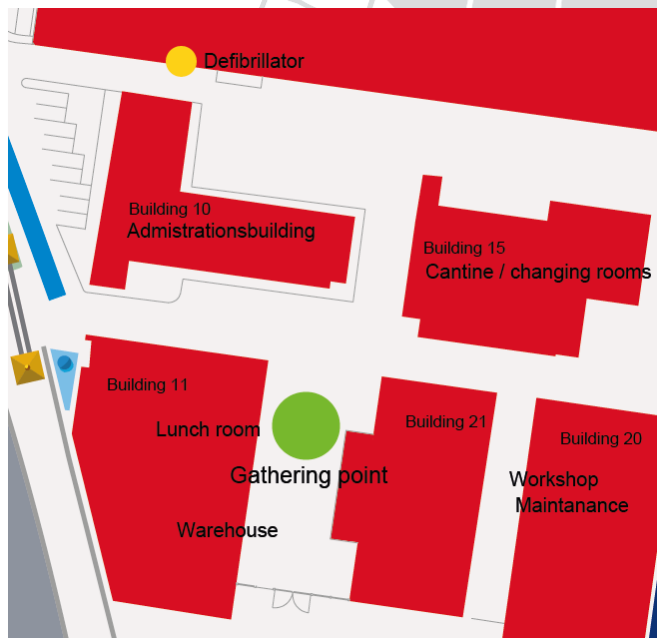 Defibrillator
Building 10
Admistrationsbuilding
Building 15
Cantine / changing rooms
Building 11
Lunch room
Building 21
Building 20
Gathering point
Workshop
Maintanance
Warehouse